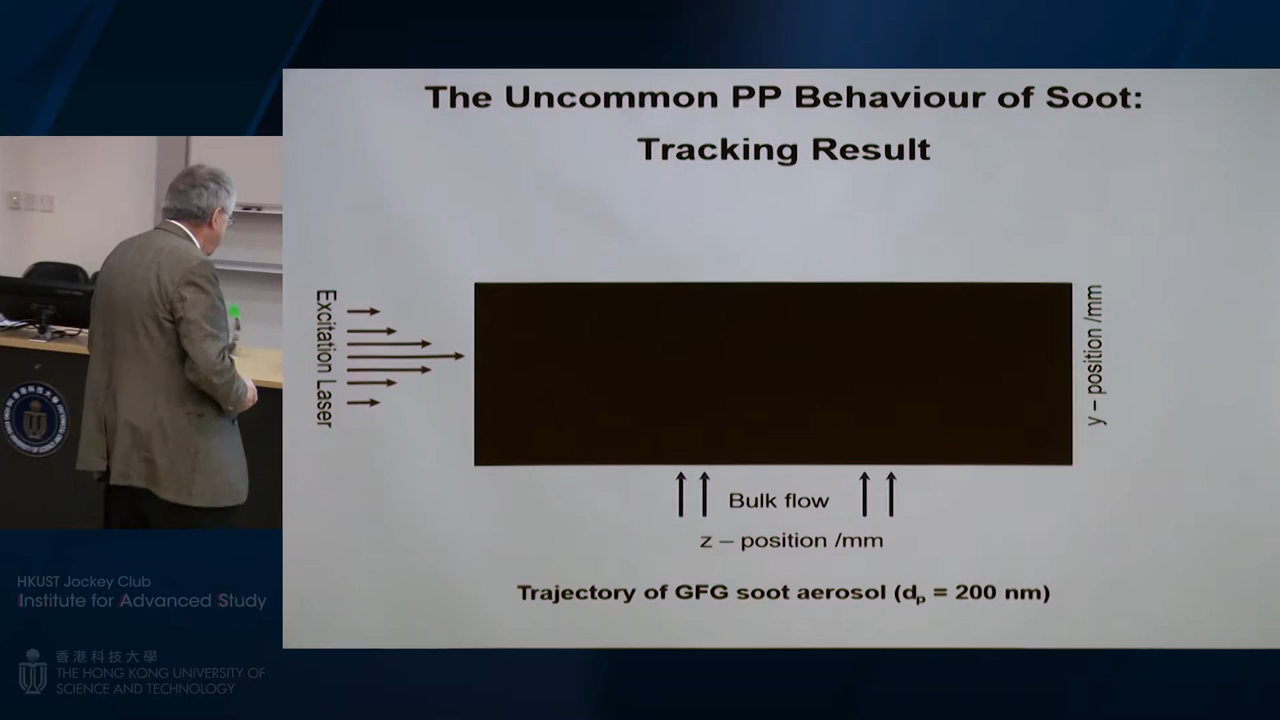 The Uncommon PP Behaviour of Soot:
Tracking Result
Excitation Laser
y – position /mm
Bulk flow
z – position /mm
Trajectory of GFG soot aerosol (dp = 200 nm)
HKUST Jockey Club
Institute for Advanced Study
香港科技大學
THE HONG KONG UNIVERSITY OF
SCIENCE AND TECHNOLOGY